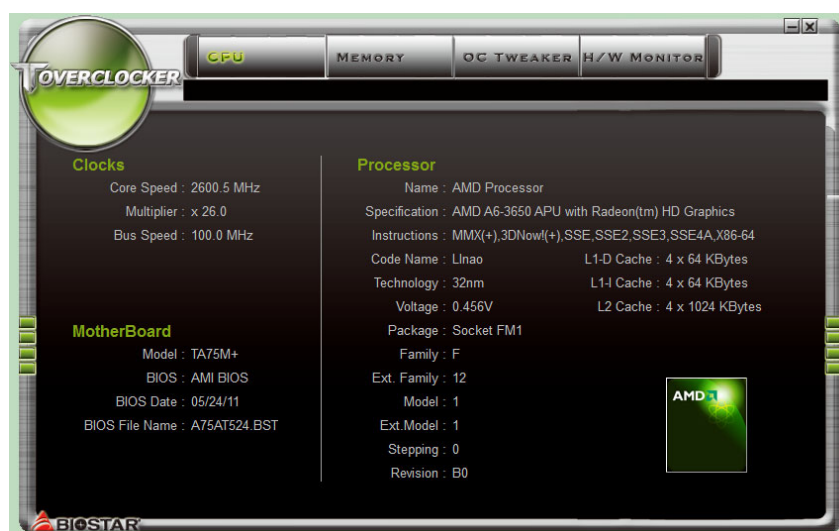 TOVERCLOCKER
CPU MEMORY OC TWEAKER H/W MONITOR
Clocks
Core Speed : 2600.5 MHz
Multiplier : x 26.0
Bus Speed : 100.0 MHz
MotherBoard
Model : TA75M+
BIOS : AMI BIOS
BIOS Date : 05/24/11
BIOS File Name : A75AT524.BST
Processor
Name : AMD Processor
Specification : AMD A6-3650 APU with Radeon(tm) HD Graphics
Instructions : MMX(+),3DNow!(+),SSE,SSE2,SSE3,SSE4A,X86-64
Code Name : LInao L1-D Cache : 4 x 64 KBytes
Technology : 32nm L1-I Cache : 4 x 64 KBytes
Voltage : 0.456V L2 Cache : 4 x 1024 KBytes
Package : Socket FM1
Family : F
Ext. Family : 12
Model : 1
Ext.Model : 1
Stepping : 0
Revision : B0
AMD
BIOSTAR